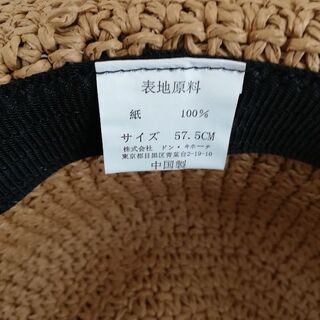 表地原料
紙 100%
サイズ 57.5CM
株式会社 ドン・キホーテ
東京都目黒区青葉台2-19-10
中国製